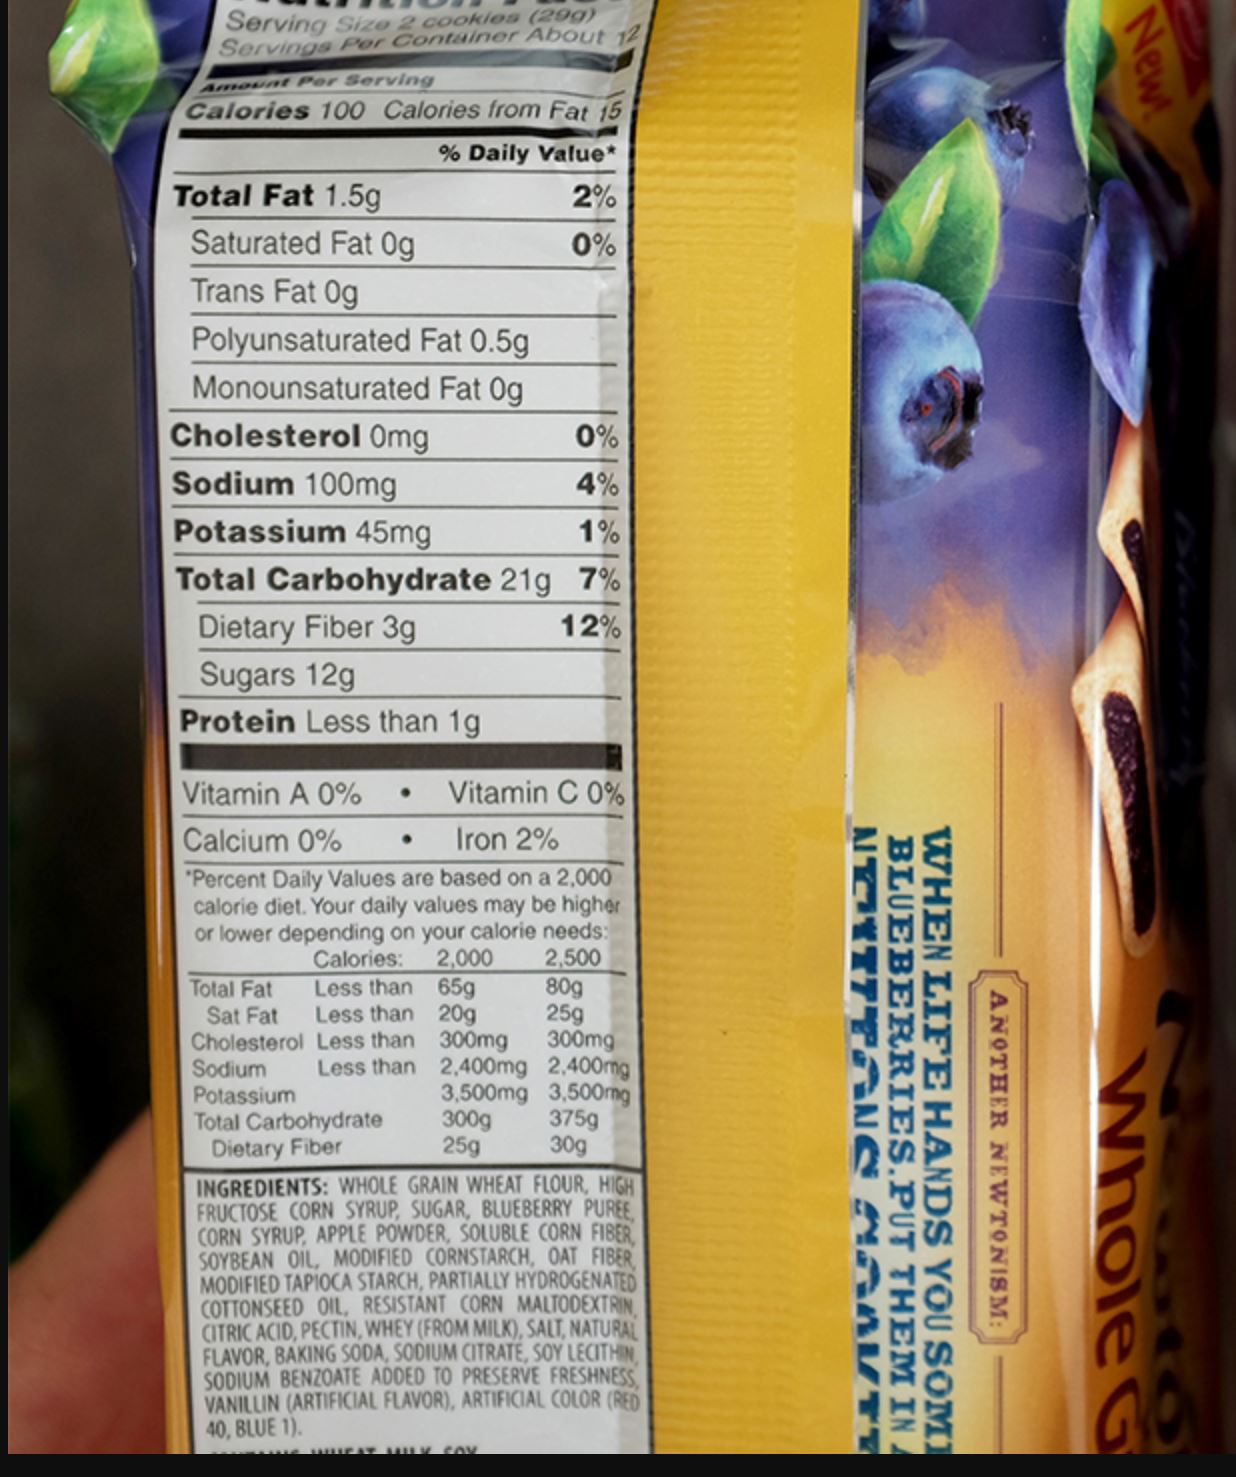 Nutrition Fact
Serving Size 2 cookies (29g)
Servings Per Container About 12
Amount Per Serving
Calories 100 Calories from Fat 15
% Daily Value*
Total Fat 1.5g 2%
Saturated Fat 0g 0%
Trans Fat 0g
Polyunsaturated Fat 0.5g
Monounsaturated Fat 0g
Cholesterol 0mg 0%
Sodium 100mg 4%
Potassium 45mg 1%
Total Carbohydrate 21g 7%
Dietary Fiber 3g 12%
Sugars 12g
Protein Less than 1g
Vitamin A 0% • Vitamin C 0%
Calcium 0% • Iron 2%
*Percent Daily Values are based on a 2,000
calorie diet. Your daily values may be higher
or lower depending on your calorie needs:
Calories: 2,000 2,500
Total Fat Less than 65g 80g
Sat Fat Less than 20g 25g
Cholesterol Less than 300mg 300mg
Sodium Less than 2,400mg 2,400mg
Potassium 3,500mg 3,500mg
Total Carbohydrate 300g 375g
Dietary Fiber 25g 30g
INGREDIENTS: WHOLE GRAIN WHEAT FLOUR, HIGH
FRUCTOSE CORN SYRUP, SUGAR, BLUEBERRY PUREE,
CORN SYRUP, APPLE POWDER, SOLUBLE CORN FIBER,
SOYBEAN OIL, MODIFIED CORNSTARCH, OAT FIBER,
MODIFIED TAPIOCA STARCH, PARTIALLY HYDROGENATED
COTTONSEED OIL, RESISTANT CORN MALTODEXTRIN,
CITRIC ACID, PECTIN, WHEY (FROM MILK), SALT, NATURAL
FLAVOR, BAKING SODA, SODIUM CITRATE, SOY LECITHIN,
SODIUM BENZOATE ADDED TO PRESERVE FRESHNESS,
VANILLIN (ARTIFICIAL FLAVOR), ARTIFICIAL COLOR (RED
40, BLUE 1).
CONTAINS: WHEAT, MILK, SOY
New!
ANOTHER NEWTONISM:
WHEN LIFE HANDS YOU SOM
BLUEBERRIES. PUT THEM IN A
Whole G